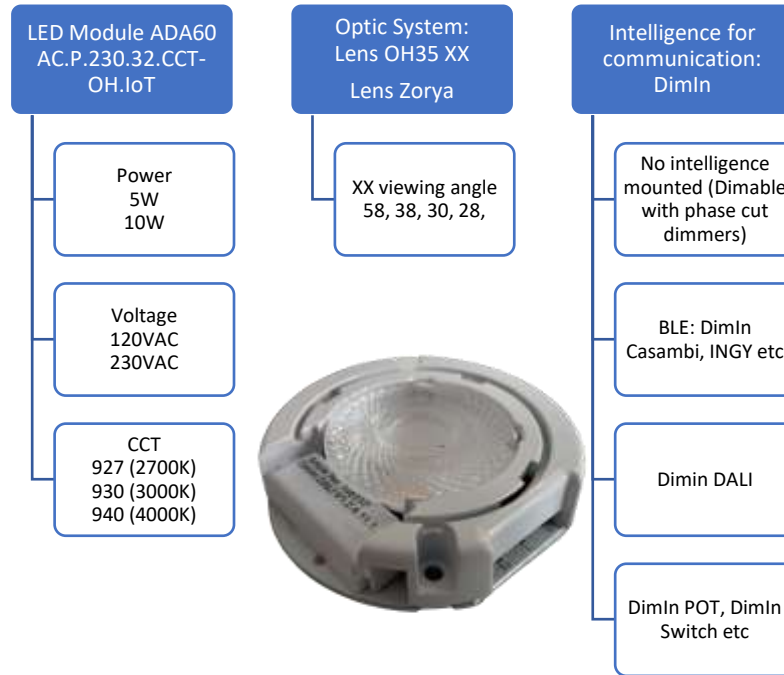 LED Module ADA60
AC.P.230.32.CCT-
OH.IoT
Power
5W
10W
Voltage
120VAC
230VAC
CCT
927 (2700K)
930 (3000K)
940 (4000K)
Optic System:
Lens OH35 XX
Lens Zorya
XX viewing angle
58, 38, 30, 28,
Intelligence for
communication:
DimIn
No intelligence
mounted (Dimable
with phase cut
dimmers)
BLE: DimIn
Casambi, INGY etc
Dimin DALI
DimIn POT, DimIn
Switch etc